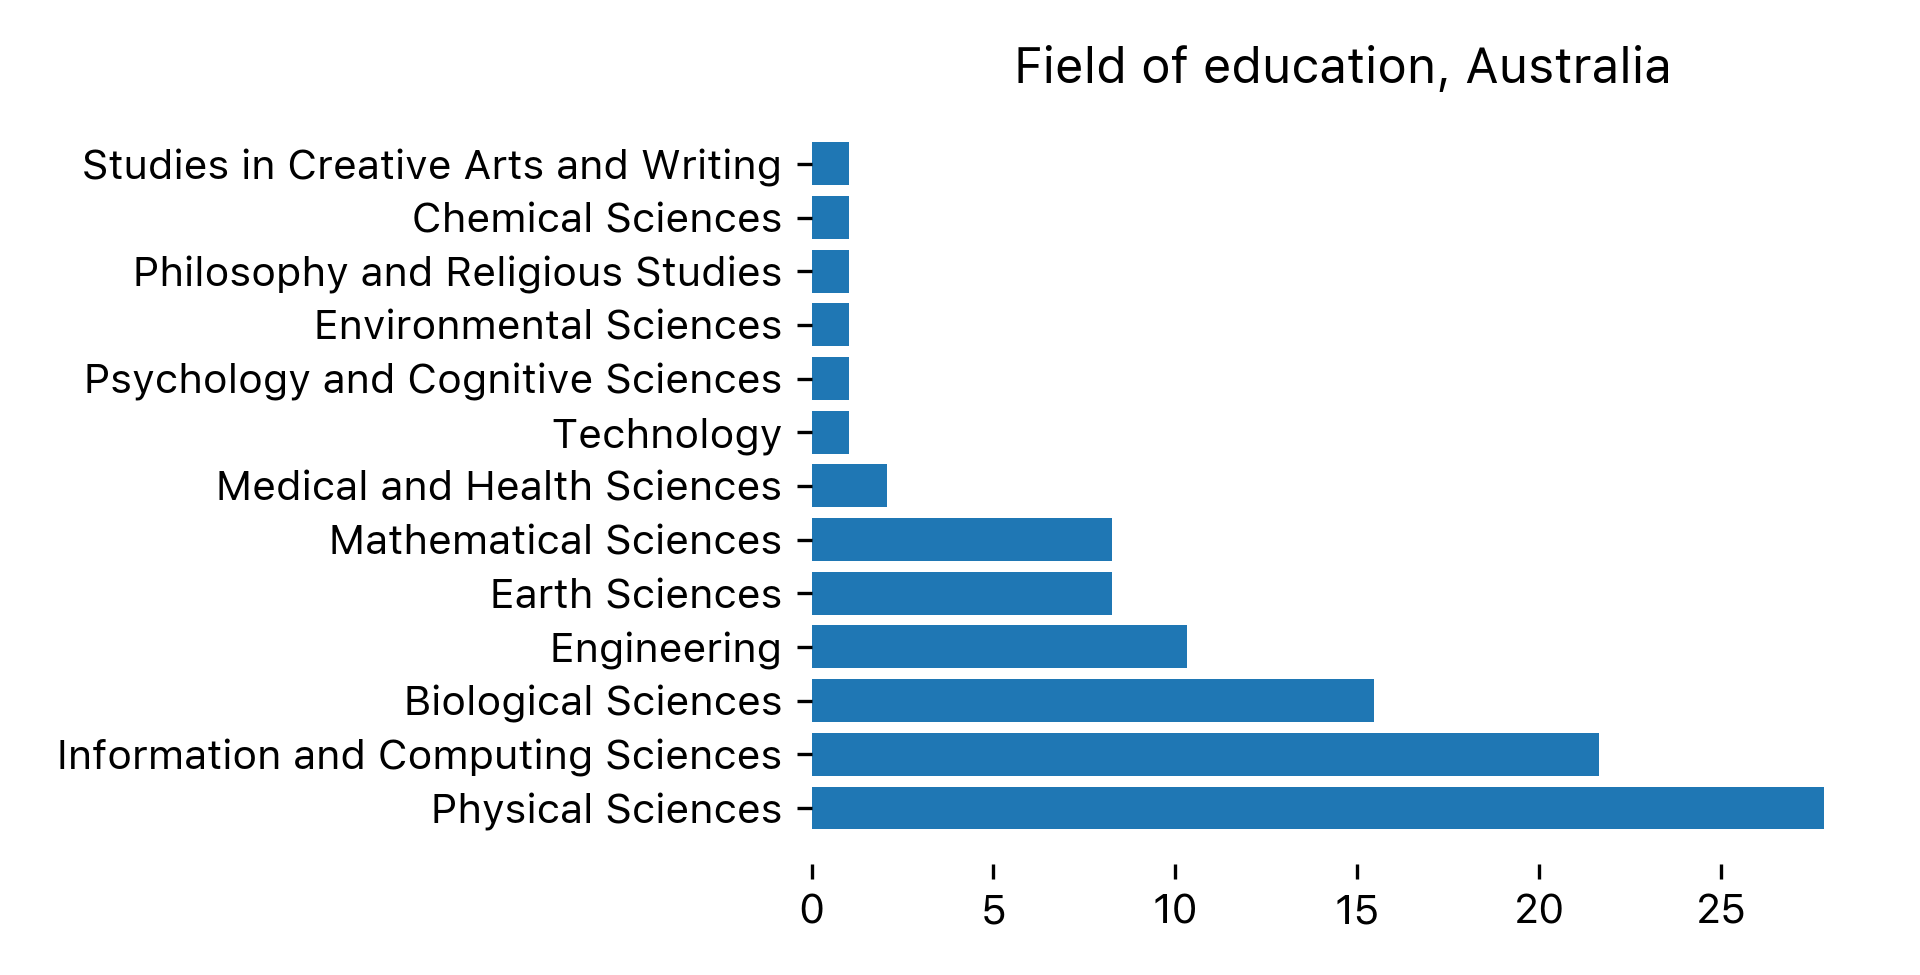 Field of education, Australia
Studies in Creative Arts and Writing
Chemical Sciences
Philosophy and Religious Studies
Environmental Sciences
Psychology and Cognitive Sciences
Technology
Medical and Health Sciences
Mathematical Sciences
Earth Sciences
Engineering
Biological Sciences
Information and Computing Sciences
Physical Sciences
0 5 10 15 20 25